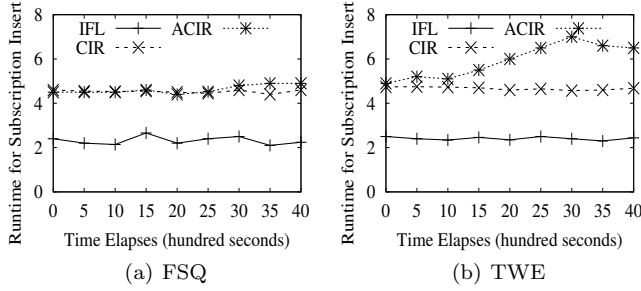 Runtime for Subscription Insert
8
6
4
2
0
IFL
CIR
ACIR
0 5 10 15 20 25 30 35 40
Time Elapses (hundred seconds)
(a) FSQ
Runtime for Subscription Insert
8
6
4
2
0
IFL
CIR
ACIR
0 5 10 15 20 25 30 35 40
Time Elapses (hundred seconds)
(b) TWE